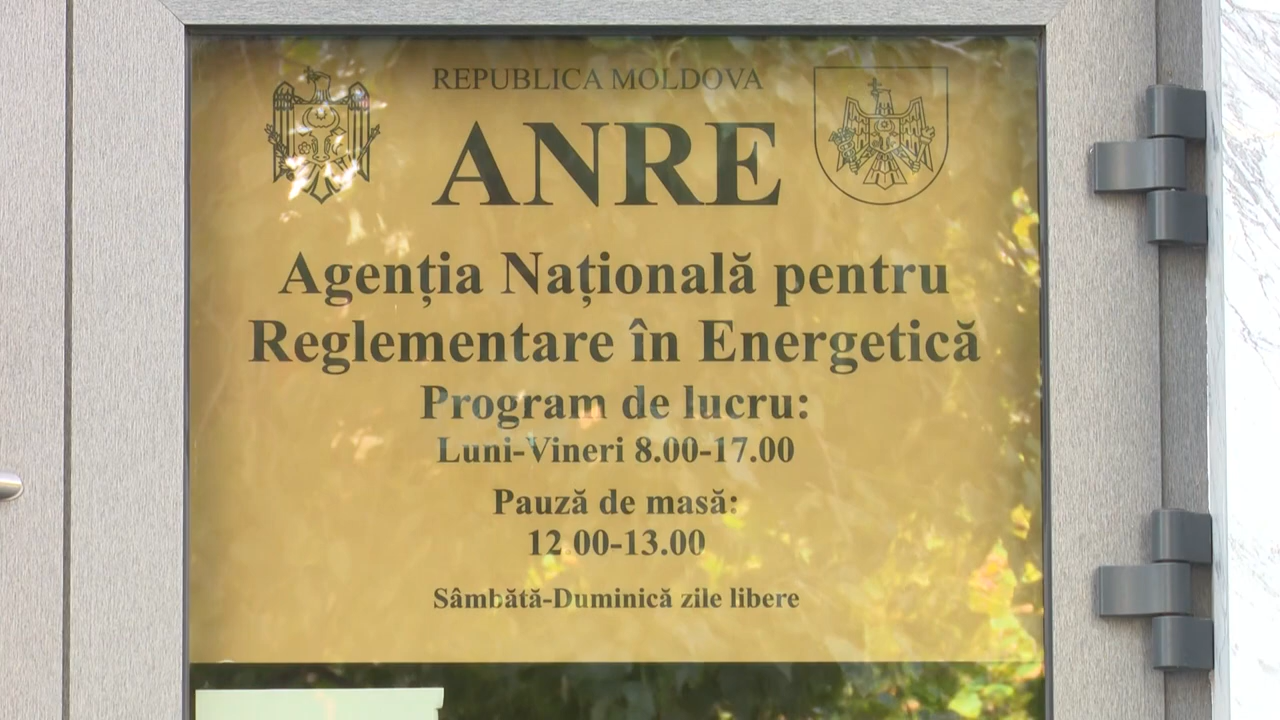 REPUBLICA MOLDOVA
ANRE
Agenția Națională pentru
Reglementare în Energetică
Program de lucru:
Luni-Vineri 8.00-17.00
Pauză de masă:
12.00-13.00
Sâmbătă-Duminică zile libere